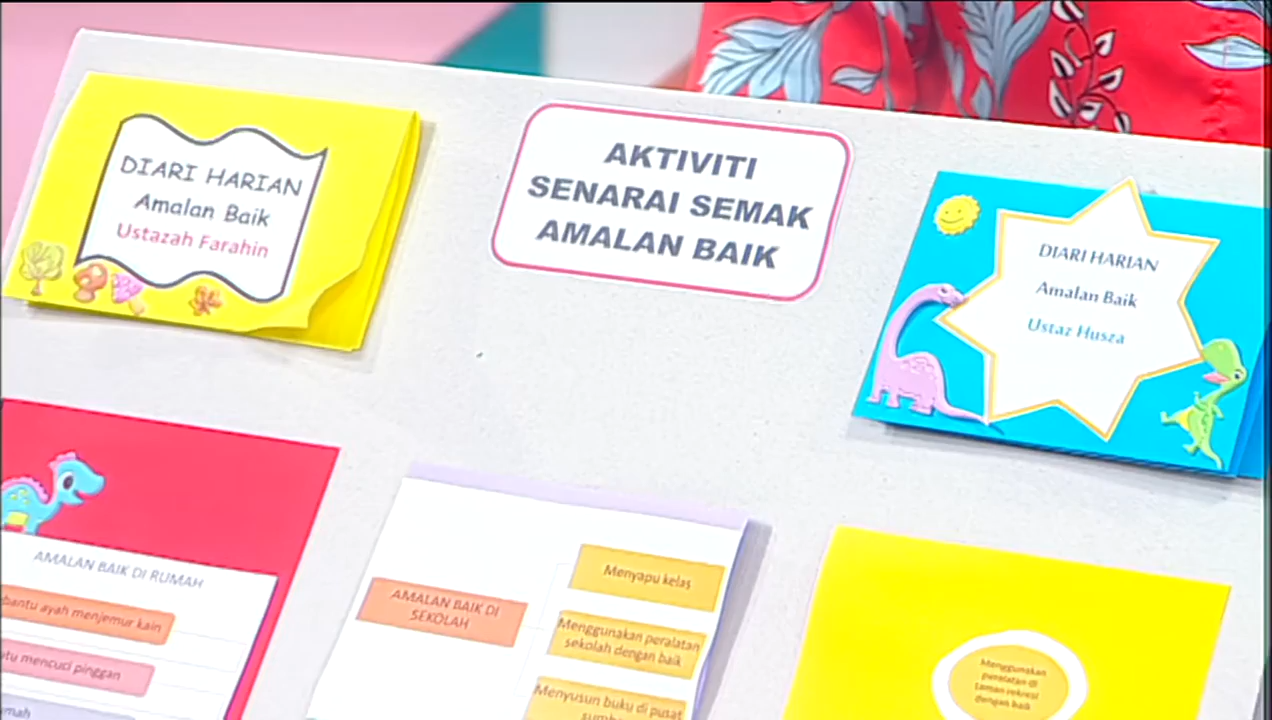 DIARI HARIAN
Amalan Baik
Ustazah Farahin
AKTIVITI
SENARAI SEMAK
AMALAN BAIK
DIARI HARIAN
Amalan Baik
Ustaz Husza
AMALAN BAIK DI RUMAH
ayah menjemur kain
mencuci pinggan
AMALAN BAIK DI
SEKOLAH
Menyapu kelas
Menggunakan peralatan
sekolah dengan baik
Menyusun buku di pusat
Menggunakan
peralatan di
taman rekreasi
dengan baik